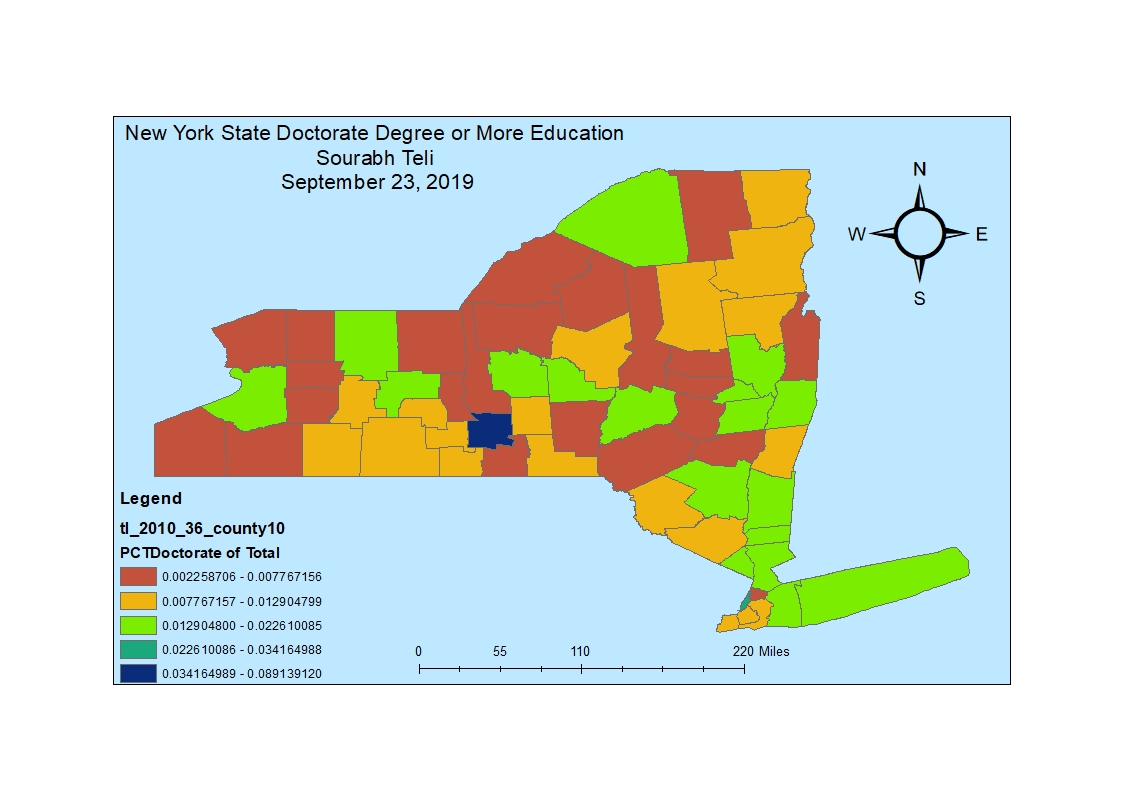 New York State Doctorate Degree or More Education
Sourabh Teli
September 23, 2019
N
W E
S
Legend
tl_2010_36_county10
PCTDoctorate of Total
0.002258706 - 0.007767156
0.007767157 - 0.012904799
0.012904800 - 0.022610085
0.022610086 - 0.034164988
0.034164989 - 0.089139120
0 55 110 220 Miles